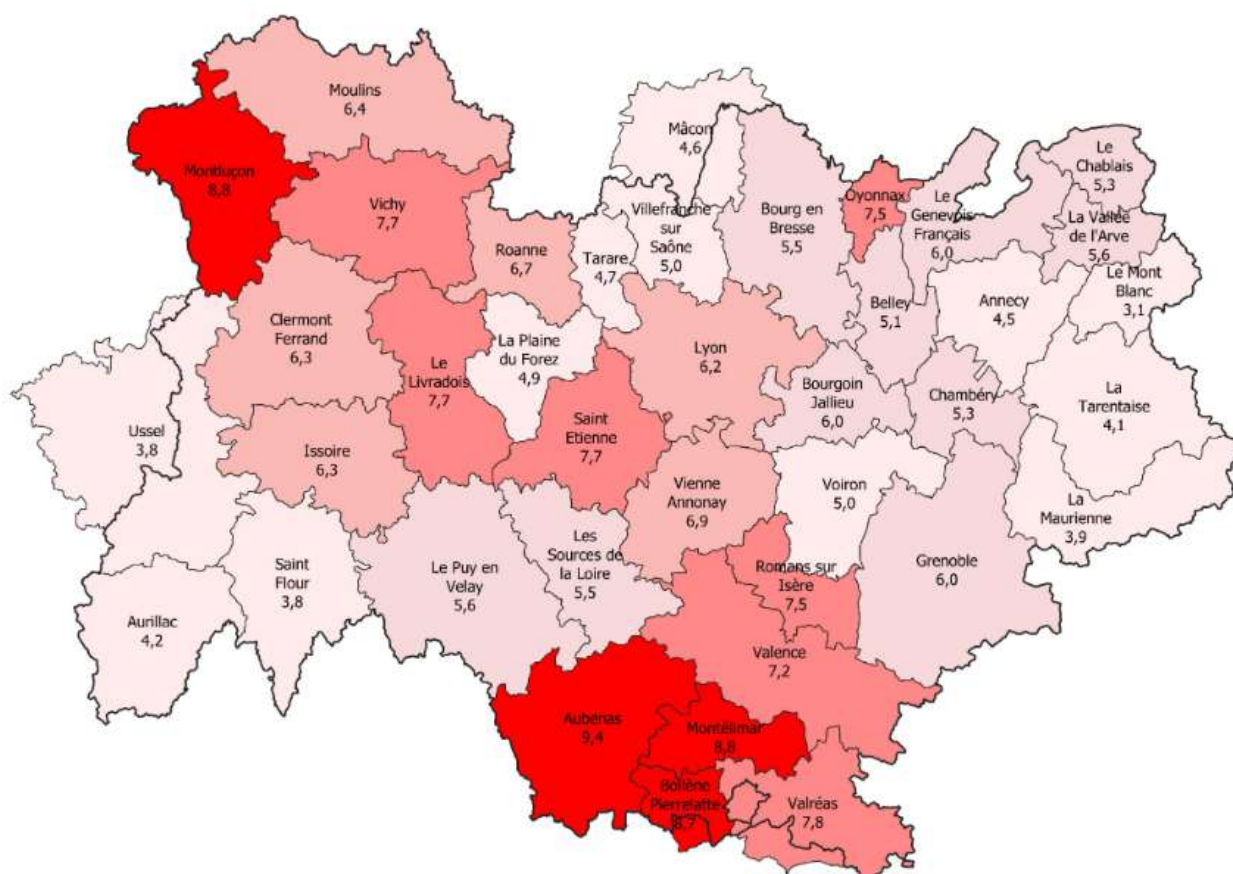 Moulins
6,4
Montluçon
8,8
Vichy
7,7
Roanne
6,7
Mâcon
4,6
Villefranche
sur
Saône
5,0
Tarare
4,7
Bourg en
Bresse
5,5
Oyonnax
7,5
Le
Genevois
Français
6,0
Le
Chablais
5,3
La Vallée
de l'Arve
5,6
Le Mont
Blanc
3,1
Annecy
4,5
Belley
5,1
Clermont
Ferrand
6,3
Le
Livradois
7,7
La Plaine
du Forez
4,9
Lyon
6,2
Bourgoin
Jallieu
6,0
Chambéry
5,3
La
Tarentaise
4,1
Ussel
3,8
Issoire
6,3
Saint
Etienne
7,7
Vienne
Annonay
6,9
Voiron
5,0
La
Maurienne
3,9
Aurillac
4,2
Saint
Flour
3,8
Le Puy en
Velay
5,6
Les
Sources de
la Loire
5,5
Romans sur
Isère
7,5
Grenoble
6,0
Valence
7,2
Aubenas
9,4
Montélimar
8,8
Bollène
Pierrelatte
8,7
Valréas
7,8